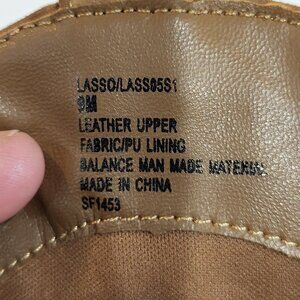 LASSO/LASS05S1
9M
LEATHER UPPER
FABRIC/PU LINING
BALANCE MAN MADE MATERIAL
MADE IN CHINA
SF1453